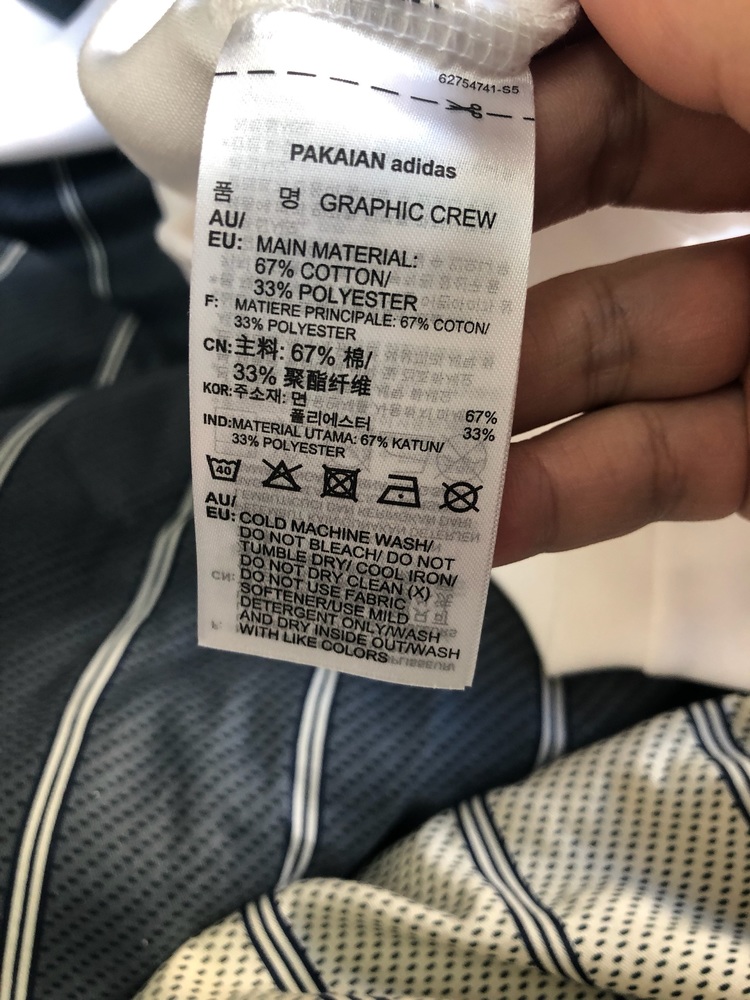 62754741-S5
PAKAIAN adidas
품 명 GRAPHIC CREW
AU/
EU: MAIN MATERIAL:
67% COTTON/
33% POLYESTER
F: MATIERE PRINCIPALE: 67% COTON/
33% POLYESTER
CN:主料: 67% 棉/
33% 聚酯纤维
KOR:주소재: 면 67%
폴리에스터 33%
IND:MATERIAL UTAMA: 67% KATUN/
33% POLYESTER
40
AU/
EU: COLD MACHINE WASH/
DO NOT BLEACH/ DO NOT
TUMBLE DRY/ COOL IRON/
DO NOT DRY CLEAN (X)
DO NOT USE FABRIC
SOFTENER/USE MILD
DETERGENT ONLY/WASH
AND DRY INSIDE OUT/WASH
WITH LIKE COLORS